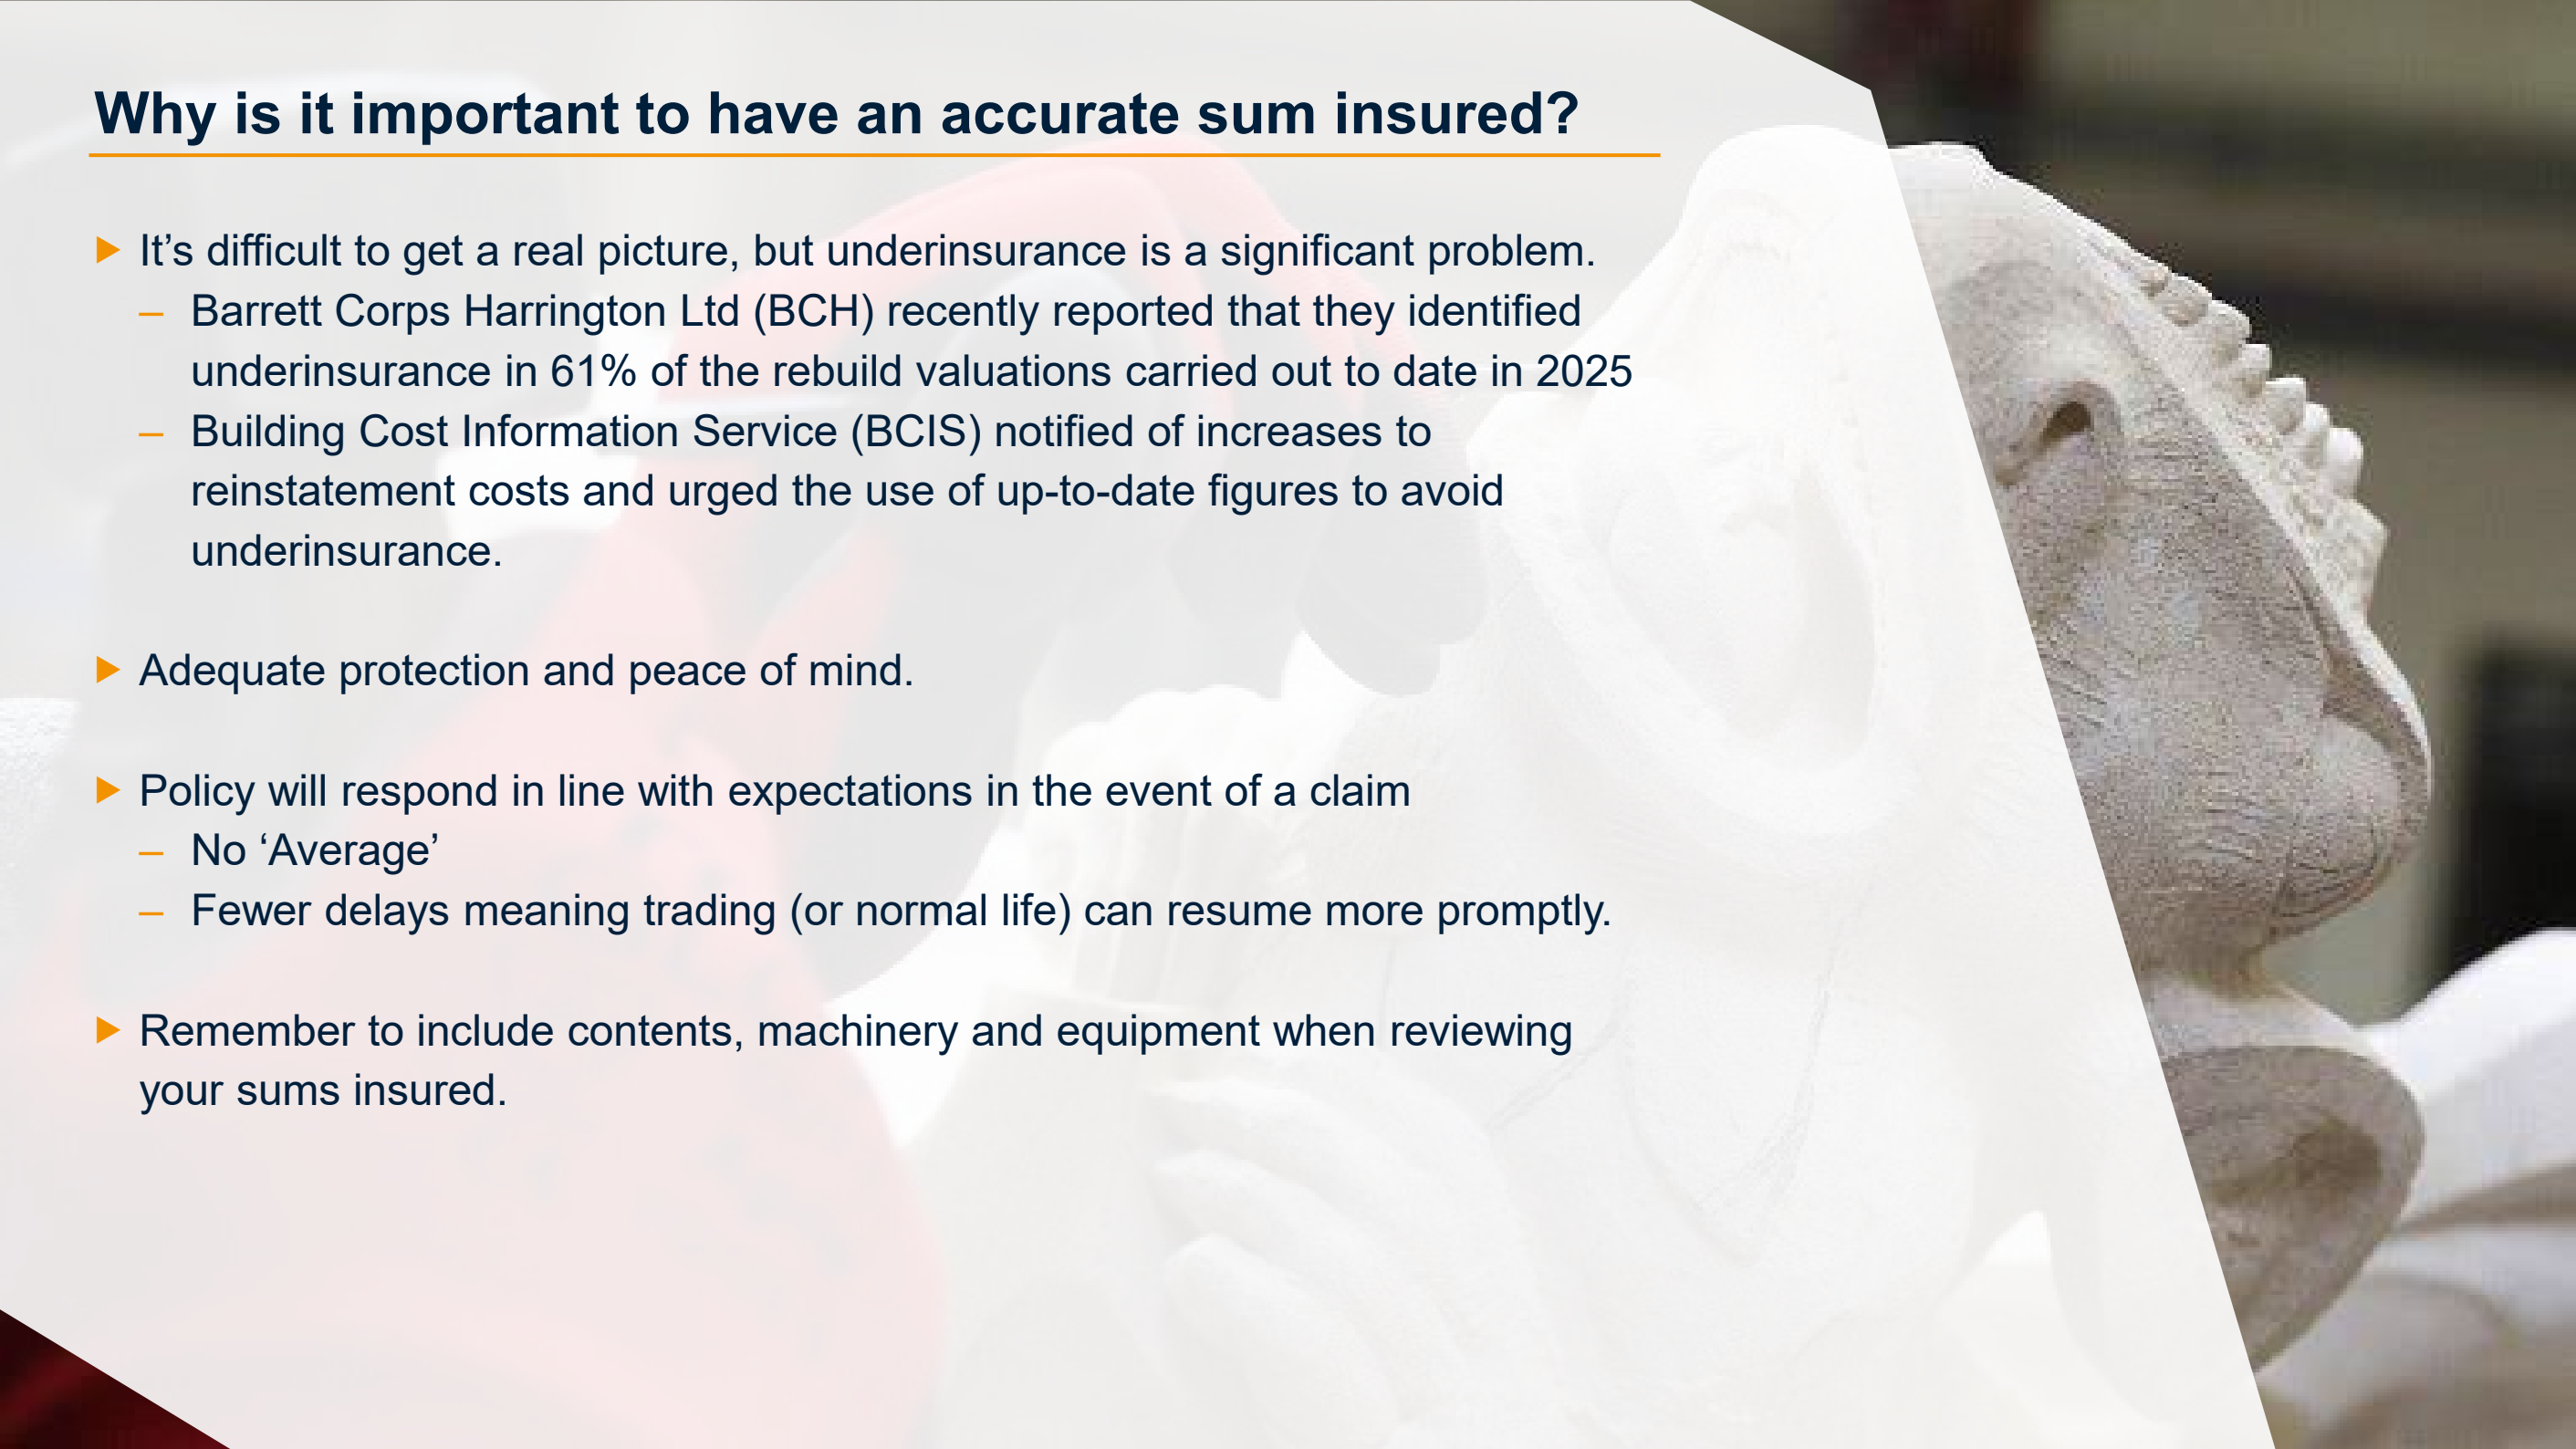 Why is it important to have an accurate sum insured?
It’s difficult to get a real picture, but underinsurance is a significant problem.
– Barrett Corps Harrington Ltd (BCH) recently reported that they identified
underinsurance in 61% of the rebuild valuations carried out to date in 2025
– Building Cost Information Service (BCIS) notified of increases to
reinstatement costs and urged the use of up-to-date figures to avoid
underinsurance.
Adequate protection and peace of mind.
Policy will respond in line with expectations in the event of a claim
– No ‘Average’
– Fewer delays meaning trading (or normal life) can resume more promptly.
Remember to include contents, machinery and equipment when reviewing
your sums insured.